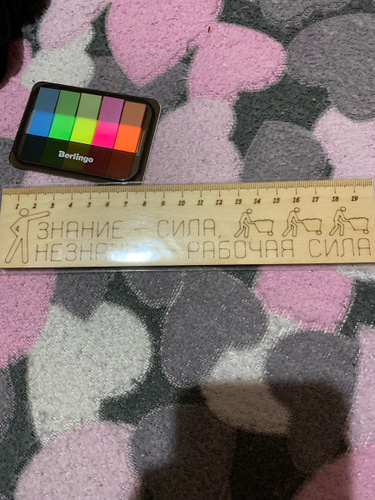 Berlingo
1 2 3 4 5 6 7 8 9 10 11 12 13 14 15 16 17 18 19
ЗНАНИЕ - СИЛА,
НЕЗНАНИЕ - РАБОЧАЯ СИЛА